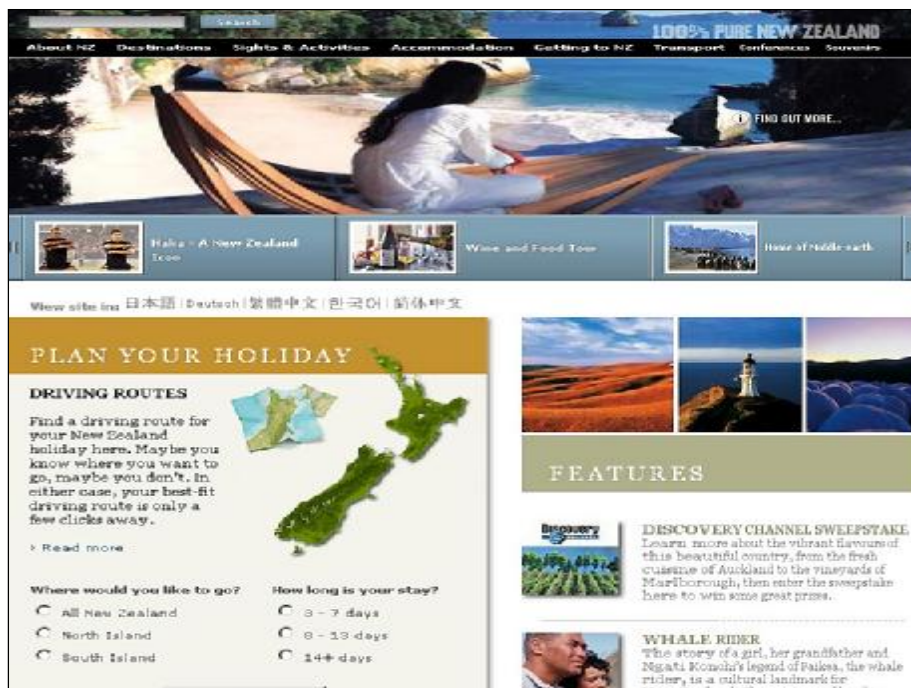 Search
100% PURE NEW ZEALAND
About NZ Destinations Sights & Activities Accommodation Getting to NZ Transport Conferences Souvenirs
FIND OUT MORE...
Haka - A New Zealand
Icon
Wine and Food Tour
Home of Middle-earth
View site in: 日本語 | Deutsch | 繁體中文 | 한국어 | 简体中文
PLAN YOUR HOLIDAY
DRIVING ROUTES
Find a driving route for
your New Zealand
holiday here. Maybe you
know where you want to
go, maybe you don't. In
either case, your best-fit
driving route is only a
few clicks away.
› Read more
Where would you like to go?
All New Zealand
North Island
South Island
How long is your stay?
3 - 7 days
8 - 13 days
14+ days
FEATURES
Discovery
DISCOVERY CHANNEL SWEEPSTAKE
Learn more about the vibrant flavours of
this beautiful country, from the fresh
cuisine of Auckland to the vineyards of
Marlborough, then enter the sweepstake
here to win some great prizes.
WHALE RIDER
The story of a girl, her grandfather and
Ngati Konohi's legend of Paikea, the whale
rider, is a cultural landmark for